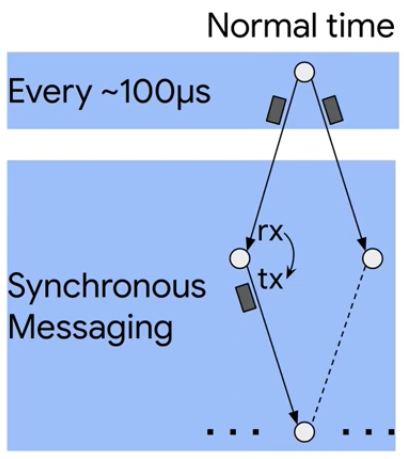 Normal time
Every ~100μs
rx
tx
Synchronous
Messaging